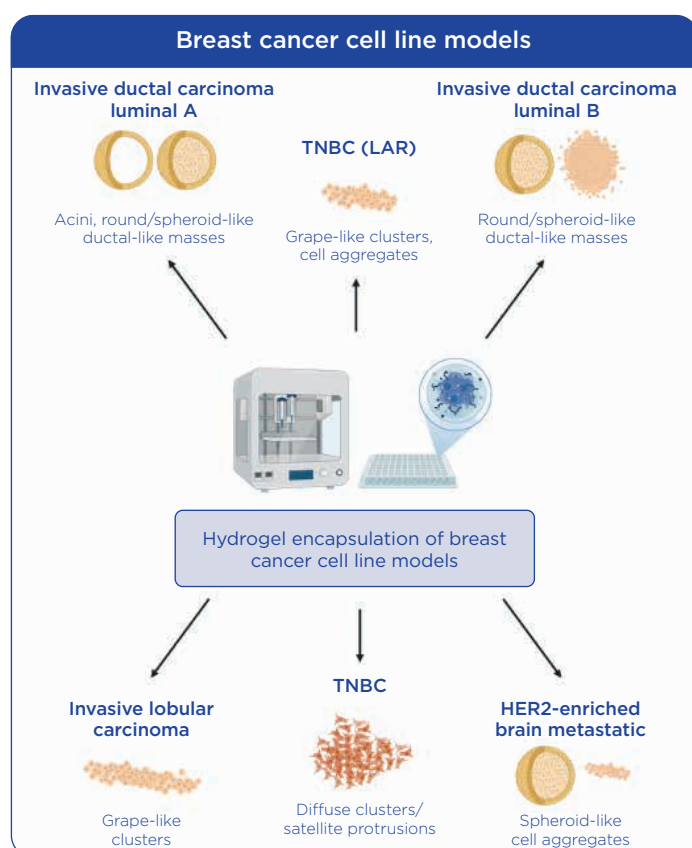 Breast cancer cell line models
Invasive ductal carcinoma
luminal A
Acini, round/spheroid-like
ductal-like masses
TNBC (LAR)
Grape-like clusters,
cell aggregates
Invasive ductal carcinoma
luminal B
Round/spheroid-like
ductal-like masses
Hydrogel encapsulation of breast
cancer cell line models
Invasive lobular
carcinoma
Grape-like
clusters
TNBC
Diffuse clusters/
satellite protrusions
HER2-enriched
brain metastatic
Spheroid-like
cell aggregates